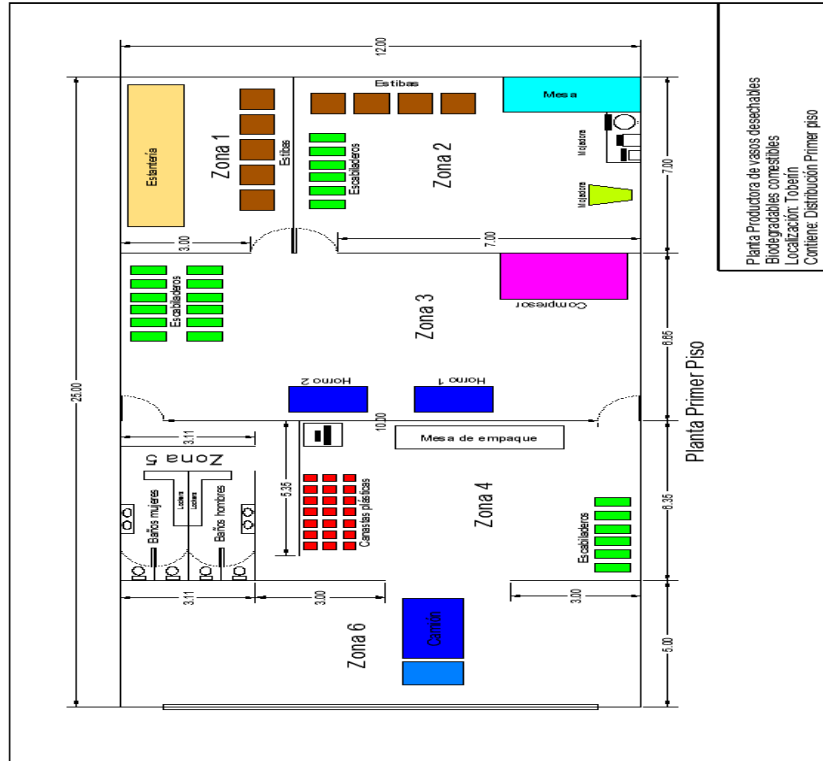 12.00
25.00
Estantería
Zona 1
Estibas
Estibas
Escabiladeros
Zona 2
Mesa
Mojadora
Mojadora
7.00
3.00
7.00
Escabiladeros
Zona 3
Compresor
6.65
Horno 2
Horno 1
10.00
3.11
Zona 5
Baños mujeres
Lockers
Lockers
Baños hombres
5.35
Canastas plásticas
Mesa de empaque
Zona 4
Escabiladeros
6.35
3.11
3.00
3.00
Zona 6
Camión
5.00
Planta Primer Piso
Planta Productora de vasos desechables
Biodegradables comestibles
Localización: Toberín
Contiene: Distribución Primer piso